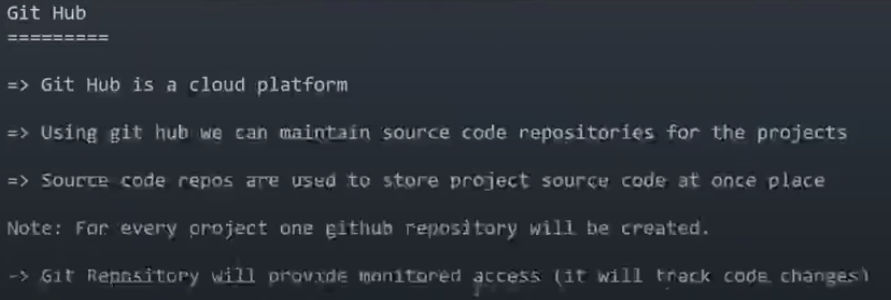 Git Hub
=========
=> Git Hub is a cloud platform
=> Using git hub we can maintain source code repositories for the projects
=> Source code repos are used to store project source code at once place
Note: For every project one github repository will be created.
-> Git Repository will provide monitored access (it will track code changes)